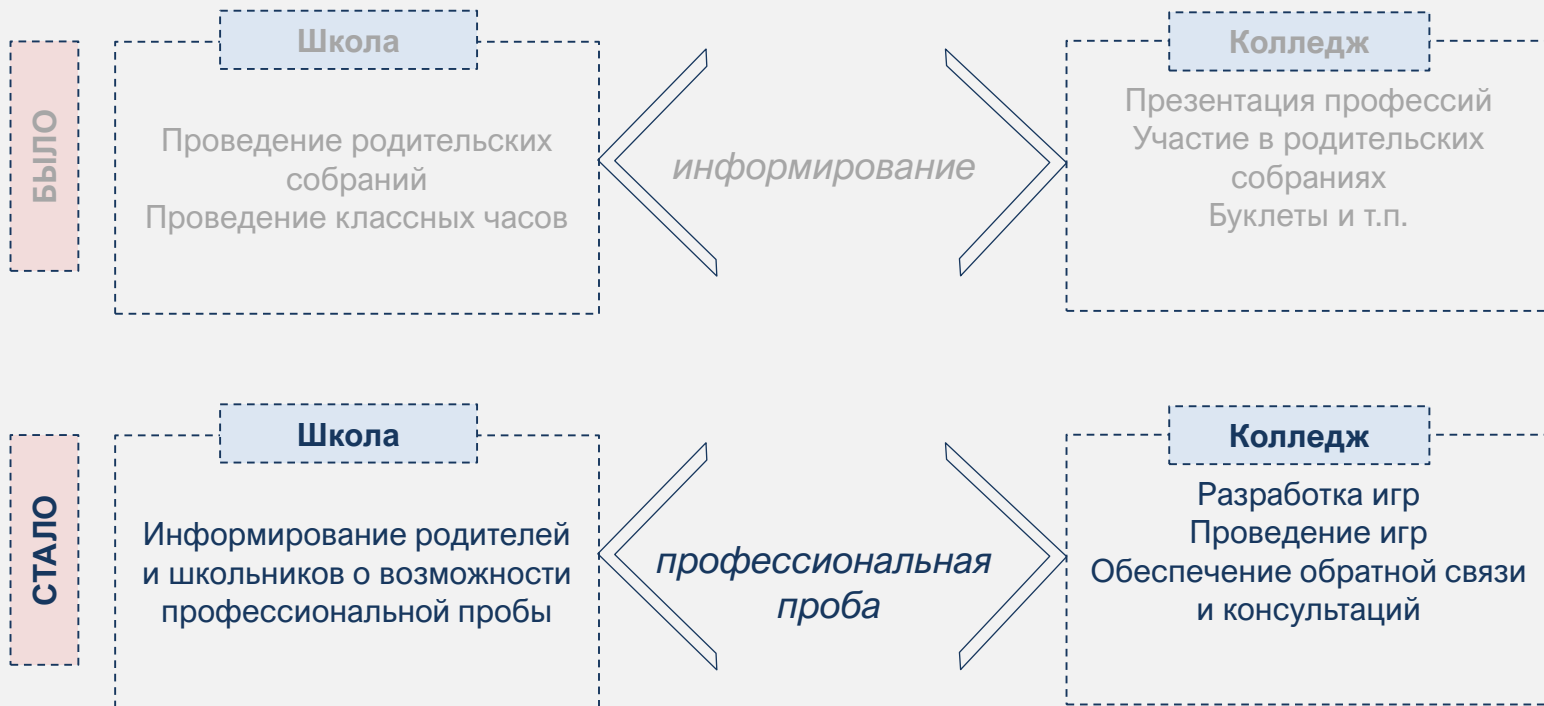 БЫЛО
Школа
Проведение родительских
собраний
Проведение классных часов
информирование
Колледж
Презентация профессий
Участие в родительских
собраниях
Буклеты и т.п.
СТАЛО
Школа
Информирование родителей
и школьников о возможности
профессиональной пробы
профессиональная
проба
Колледж
Разработка игр
Проведение игр
Обеспечение обратной связи
и консультаций